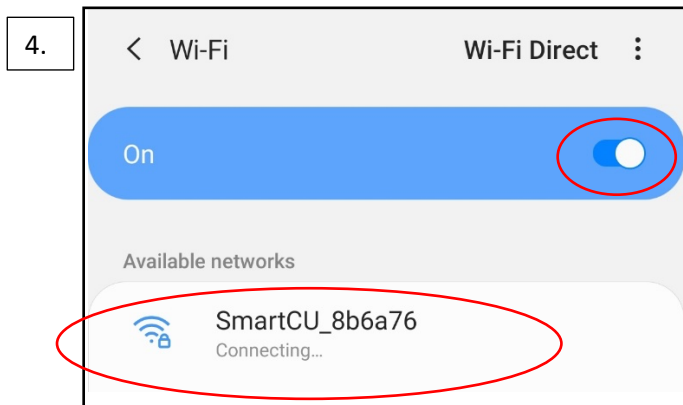 4.
Wi-Fi Wi-Fi Direct
On
Available networks
SmartCU_8b6a76
Connecting...